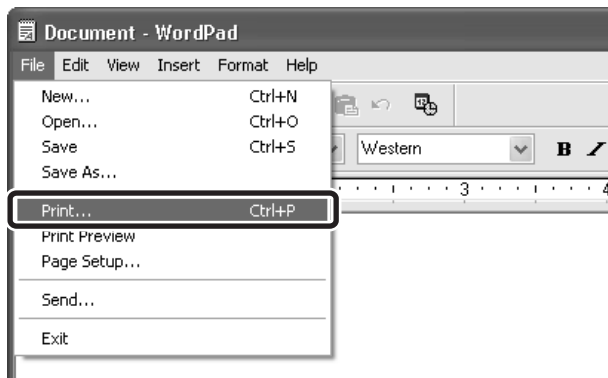 Document - WordPad
File Edit View Insert Format Help
New... Ctrl+N
Open... Ctrl+O
Save Ctrl+S
Save As...
Western B I
3 4
Print... Ctrl+P
Print Preview
Page Setup...
Send...
Exit